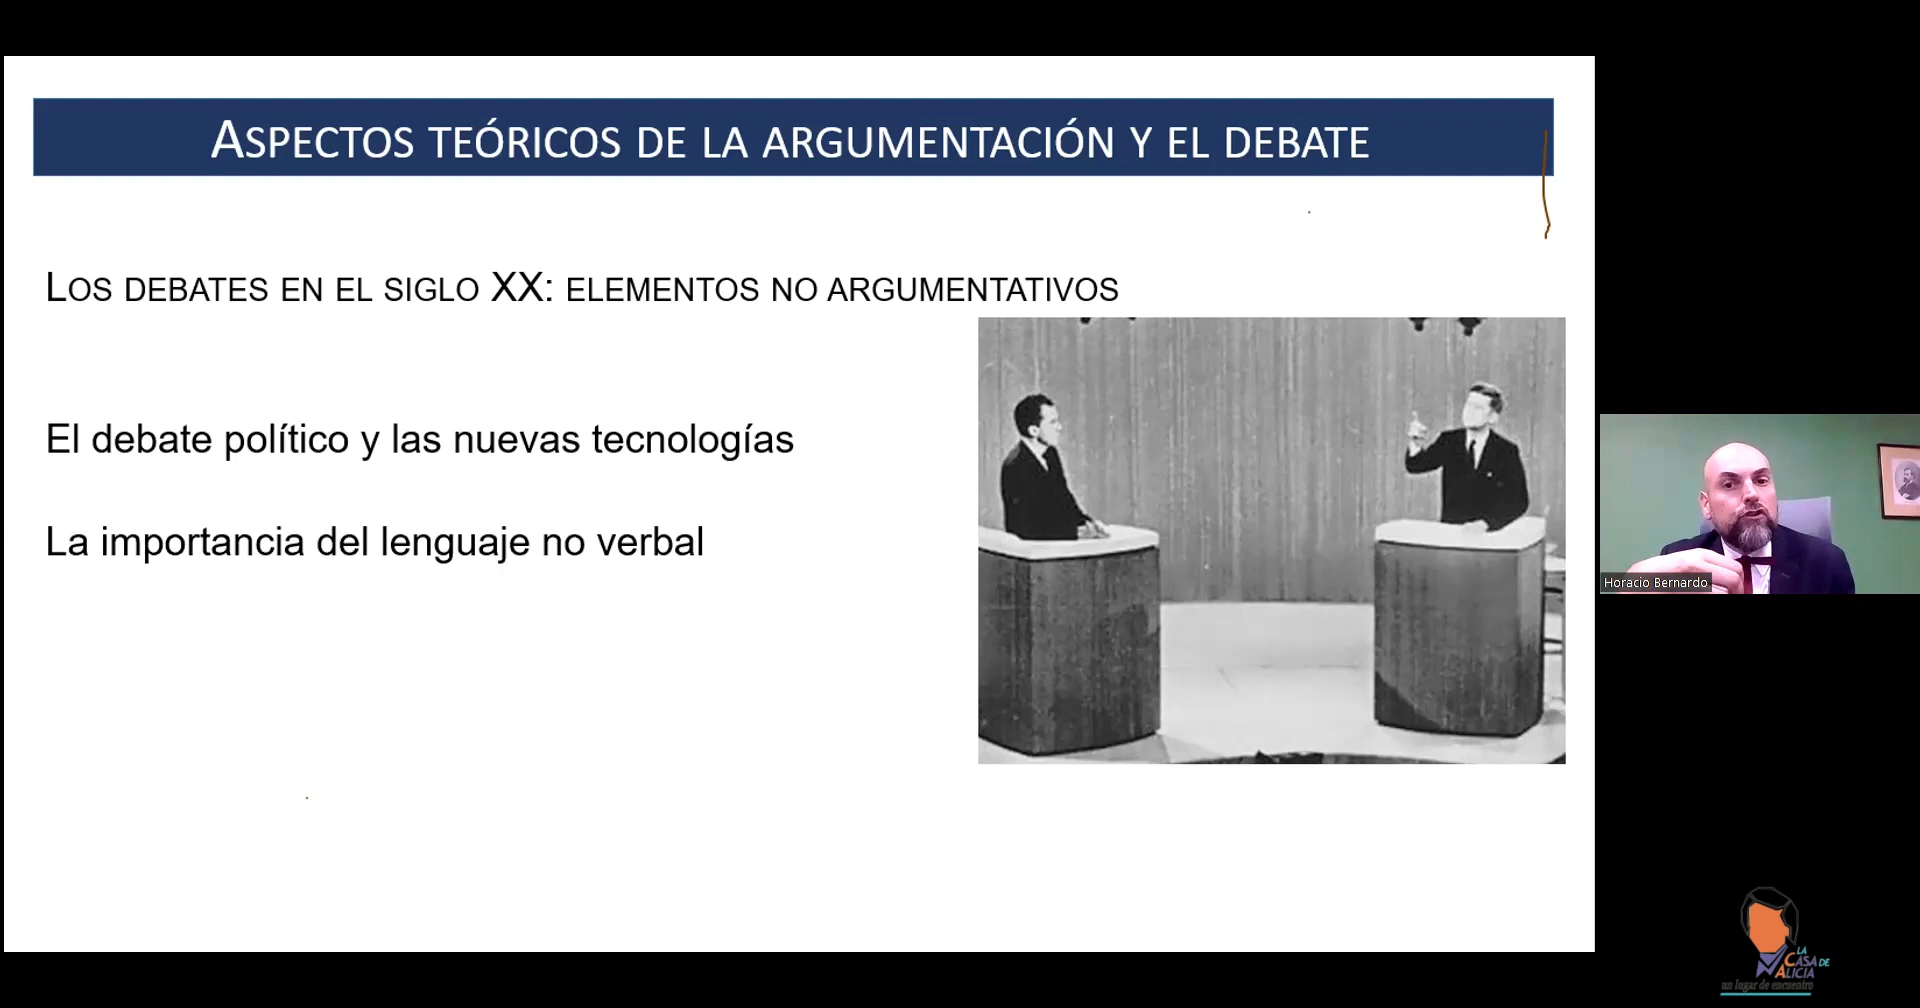 ASPECTOS TEÓRICOS DE LA ARGUMENTACIÓN Y EL DEBATE
LOS DEBATES EN EL SIGLO XX: ELEMENTOS NO ARGUMENTATIVOS
El debate político y las nuevas tecnologías
La importancia del lenguaje no verbal
Horacio Bernardo
LA
CASA DE
ALICIA
un lugar de encuentro